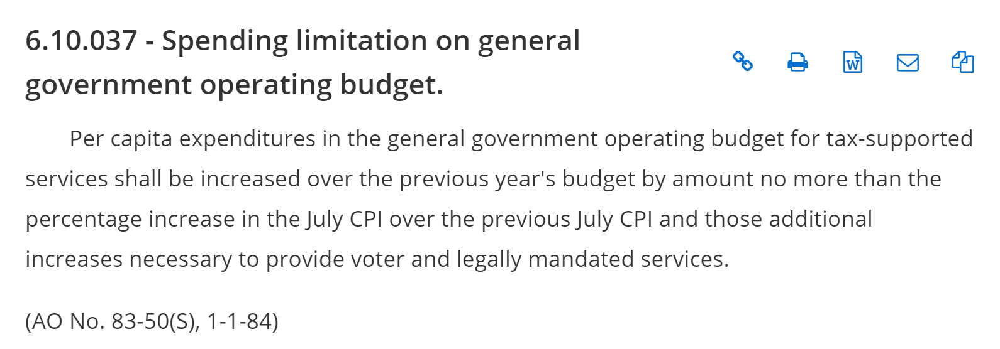 6.10.037 - Spending limitation on general
government operating budget.
Per capita expenditures in the general government operating budget for tax-supported
services shall be increased over the previous year's budget by amount no more than the
percentage increase in the July CPI over the previous July CPI and those additional
increases necessary to provide voter and legally mandated services.
(AO No. 83-50(S), 1-1-84)